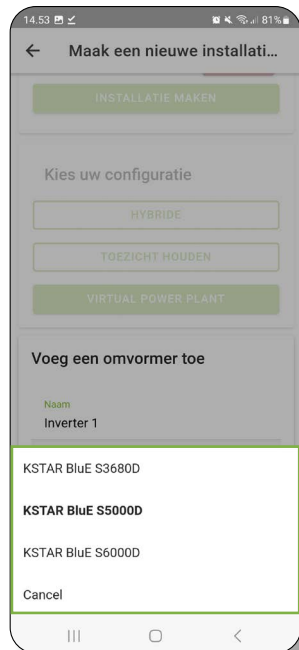 14.53 81%
Maak een nieuwe installati...
INSTALLATIE MAKEN
Kies uw configuratie
HYBRIDE
TOEZICHT HOUDEN
VIRTUAL POWER PLANT
Voeg een omvormer toe
Naam
Inverter 1
KSTAR BluE S3680D
KSTAR BluE S5000D
KSTAR BluE S6000D
Cancel